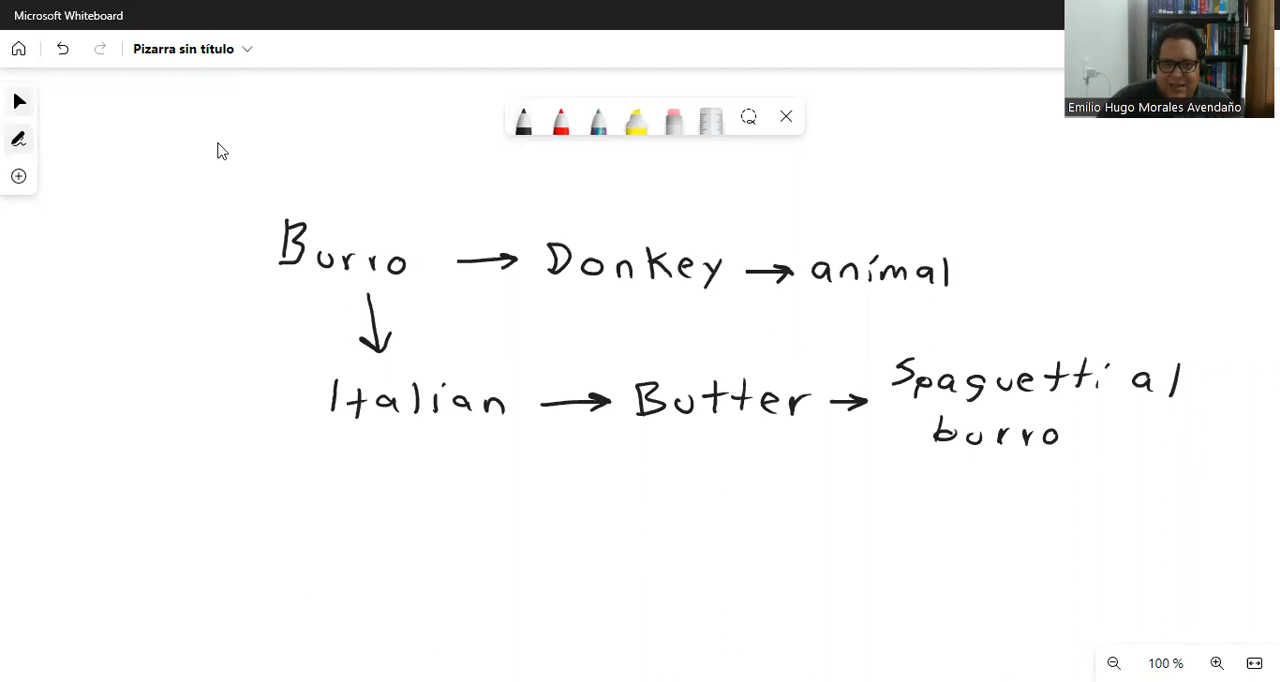 Microsoft Whiteboard
Pizarra sin título
Emilio Hugo Morales Avendaño
Burro → Donkey → animal
↓
Italian → Butter → Spaguetti al
burro
100 %